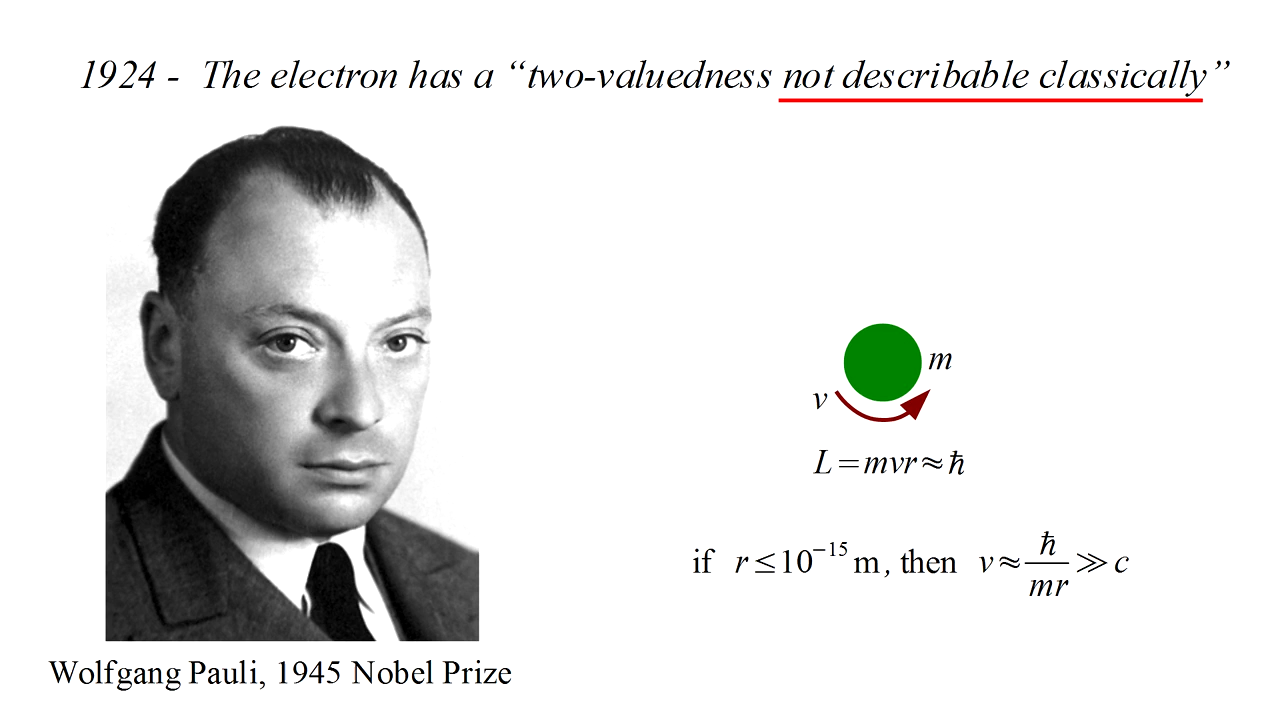 1924 - The electron has a “two-valuedness not describable classically”
m
v
L=mvr≈ℏ
if r≤10⁻¹⁵m, then v≈ℏ/mr≫c
Wolfgang Pauli, 1945 Nobel Prize